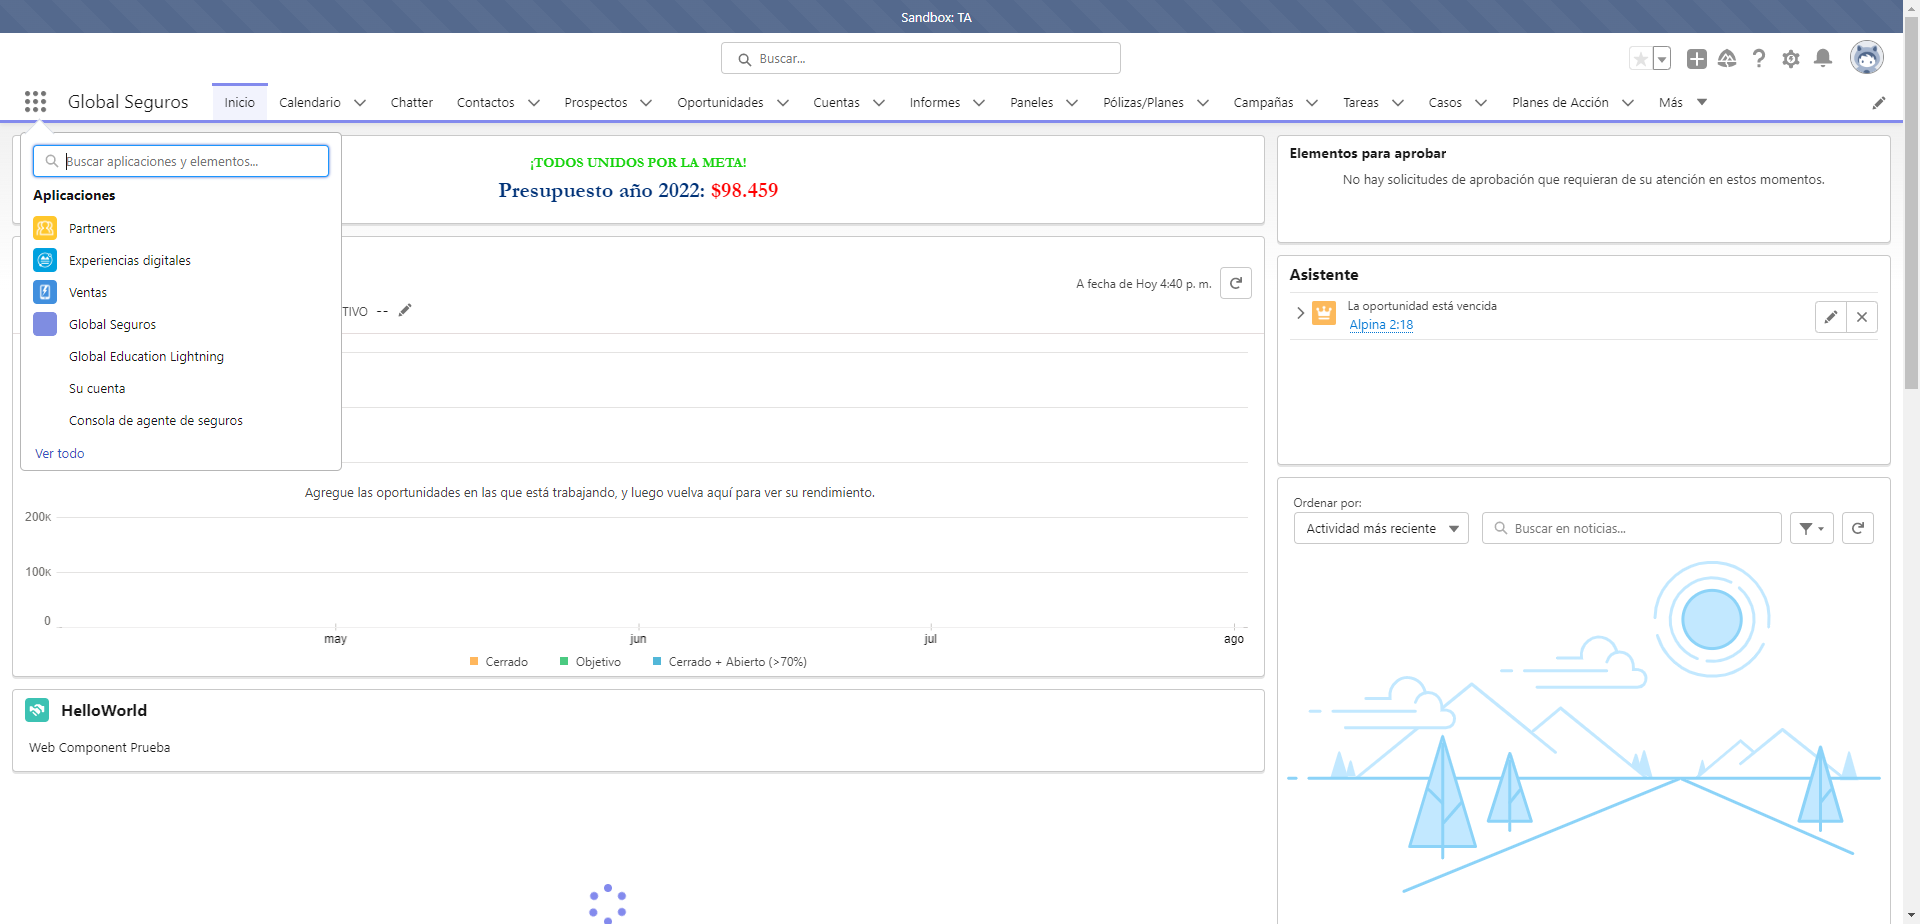 Sandbox: TA
Buscar...
Global Seguros
Inicio
Calendario
Chatter
Contactos
Prospectos
Oportunidades
Cuentas
Informes
Paneles
Pólizas/Planes
Campañas
Tareas
Casos
Planes de Acción
Más
Buscar aplicaciones y elementos...
Aplicaciones
Partners
Experiencias digitales
Ventas
Global Seguros
Global Education Lightning
Su cuenta
Consola de agente de seguros
Ver todo
¡TODOS UNIDOS POR LA META!
Presupuesto año 2022: $98.459
A fecha de Hoy 4:40 p. m.
TIVO --
Agregue las oportunidades en las que está trabajando, y luego vuelva aquí para ver su rendimiento.
200K
100K
0
may
jun
jul
ago
Cerrado
Objetivo
Cerrado + Abierto (>70%)
HelloWorld
Web Component Prueba
Elementos para aprobar
No hay solicitudes de aprobación que requieran de su atención en estos momentos.
Asistente
La oportunidad está vencida
Alpina 2:18
Ordenar por:
Actividad más reciente
Buscar en noticias...